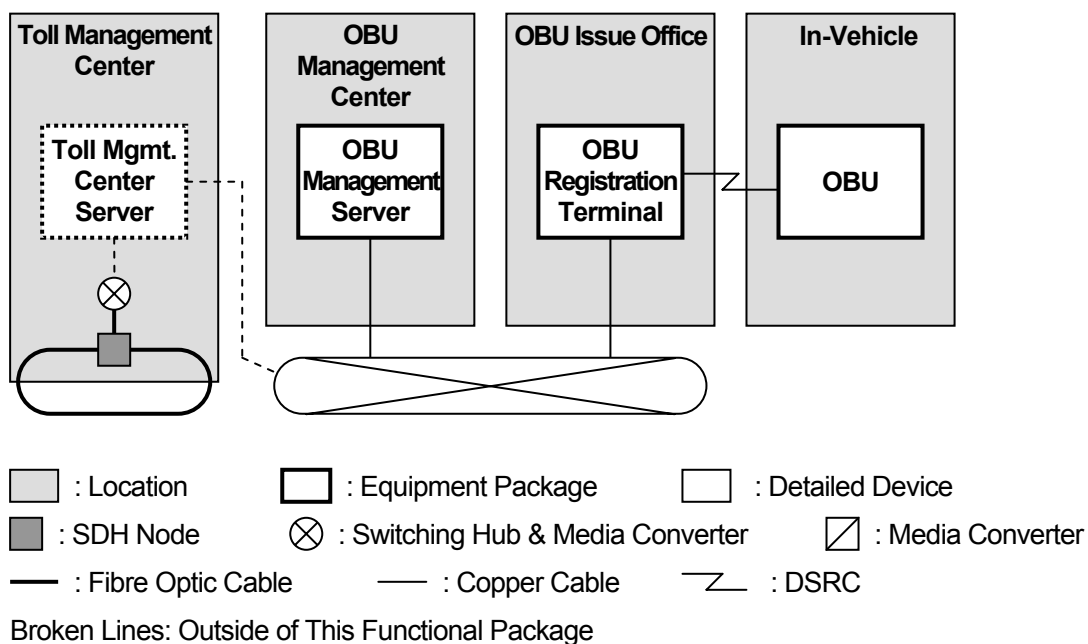 Toll Management
Center
OBU
Management
Center
OBU Issue Office
In-Vehicle
Toll Mgmt.
Center
Server
OBU
Management
Server
OBU
Registration
Terminal
OBU
: Location
: Equipment Package
: Detailed Device
: SDH Node
: Switching Hub & Media Converter
: Media Converter
: Fibre Optic Cable
: Copper Cable
: DSRC
Broken Lines: Outside of This Functional Package